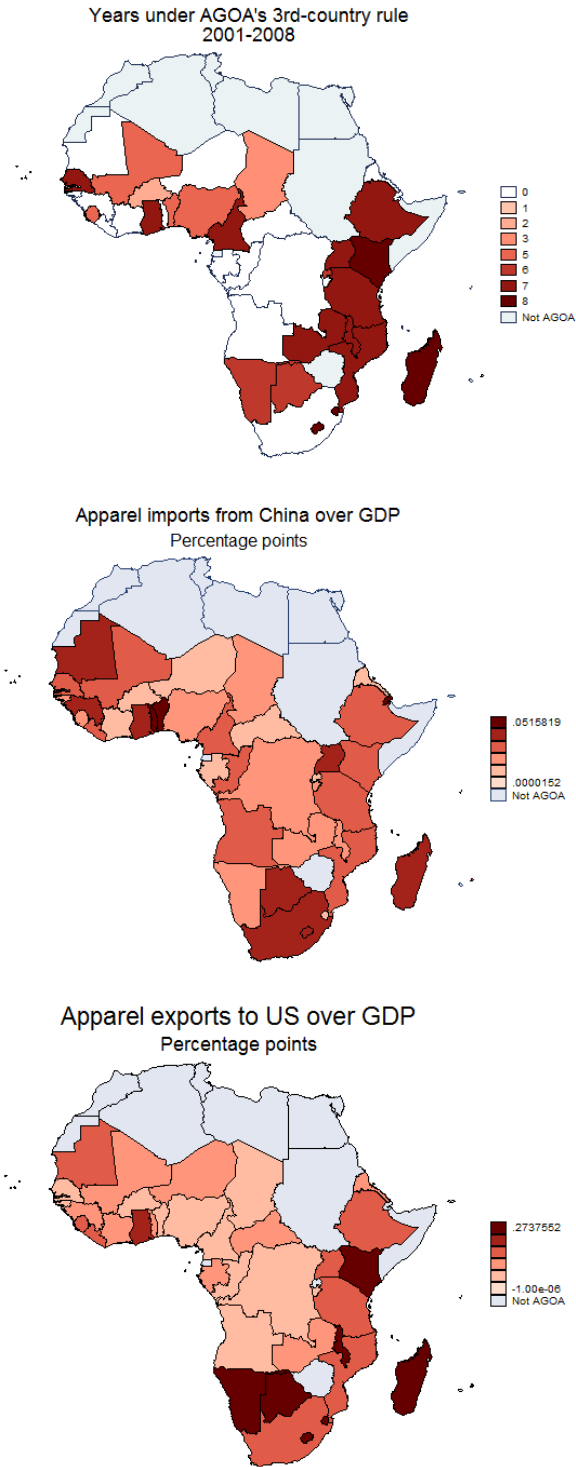 Years under AGOA's 3rd-country rule
2001-2008
0
1
2
3
5
6
7
8
Not AGOA
Apparel imports from China over GDP
Percentage points
.0515819
.0000152
Not AGOA
Apparel exports to US over GDP
Percentage points
.2737552
-1.00e-06
Not AGOA